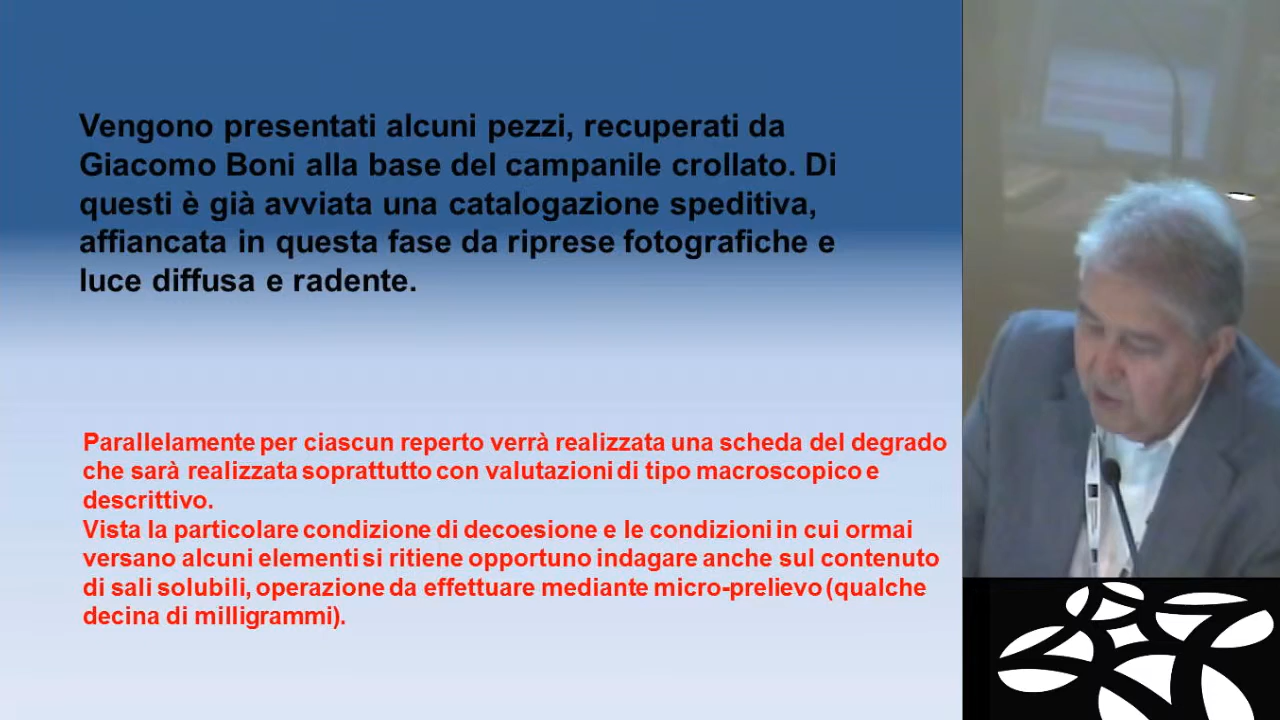 Vengono presentati alcuni pezzi, recuperati da
Giacomo Boni alla base del campanile crollato. Di
questi è già avviata una catalogazione speditiva,
affiancata in questa fase da riprese fotografiche e
luce diffusa e radente.
Parallelamente per ciascun reperto verrà realizzata una scheda del degrado
che sarà realizzata soprattutto con valutazioni di tipo macroscopico e
descrittivo.
Vista la particolare condizione di decoesione e le condizioni in cui ormai
versano alcuni elementi si ritiene opportuno indagare anche sul contenuto
di sali solubili, operazione da effettuare mediante micro-prelievo (qualche
decina di milligrammi).